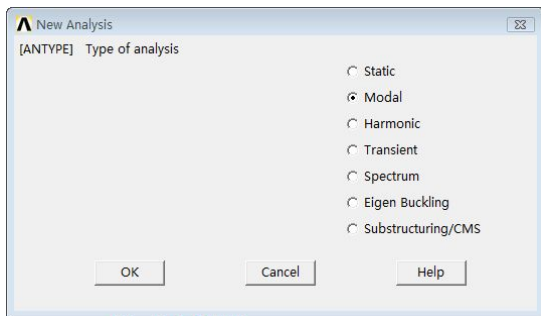 New Analysis
[ANTYPE] Type of analysis
Static
Modal
Harmonic
Transient
Spectrum
Eigen Buckling
Substructuring/CMS
OK Cancel Help